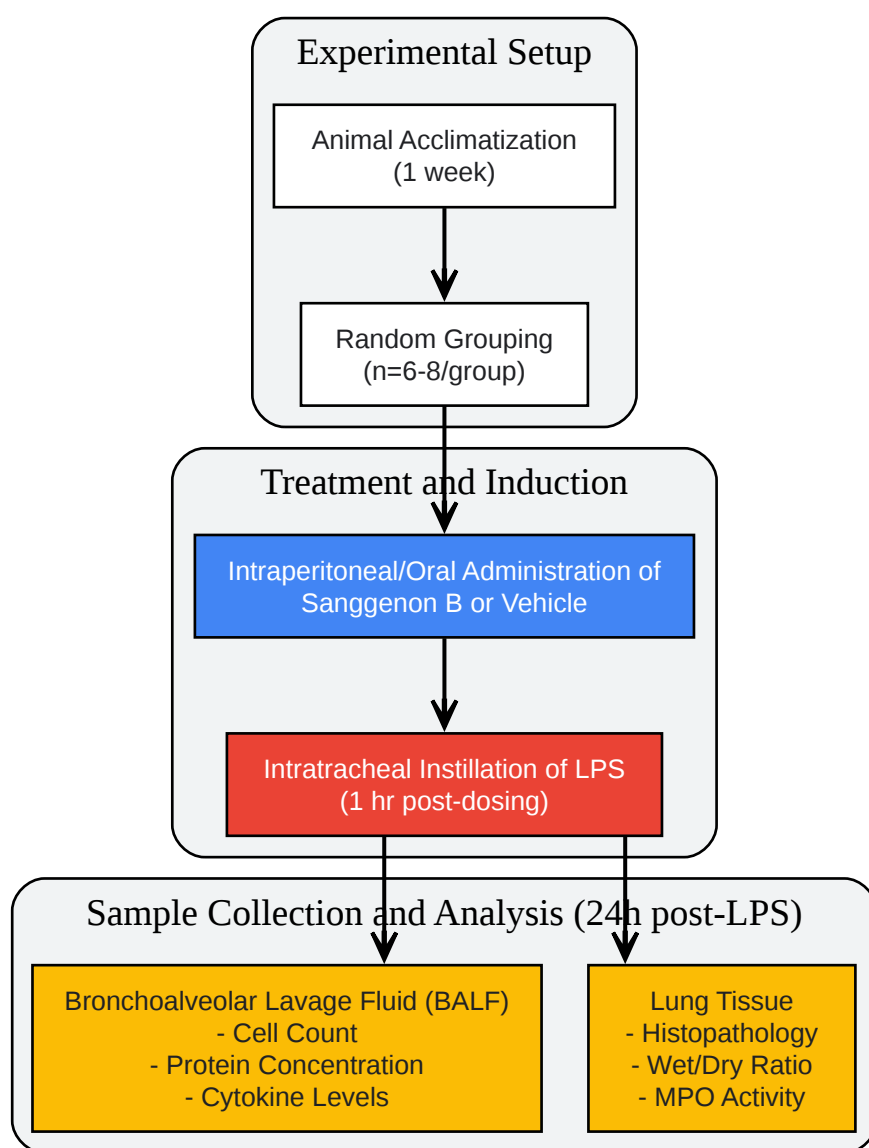 Experimental Setup
Animal Acclimatization
(1 week)
Random Grouping
(n=6-8/group)
Treatment and Induction
Intraperitoneal/Oral Administration of
Sanggenon B or Vehicle
Intratracheal Instillation of LPS
(1 hr post-dosing)
Sample Collection and Analysis (24h post-LPS)
Bronchoalveolar Lavage Fluid (BALF)
- Cell Count
- Protein Concentration
- Cytokine Levels
Lung Tissue
- Histopathology
- Wet/Dry Ratio
- MPO Activity